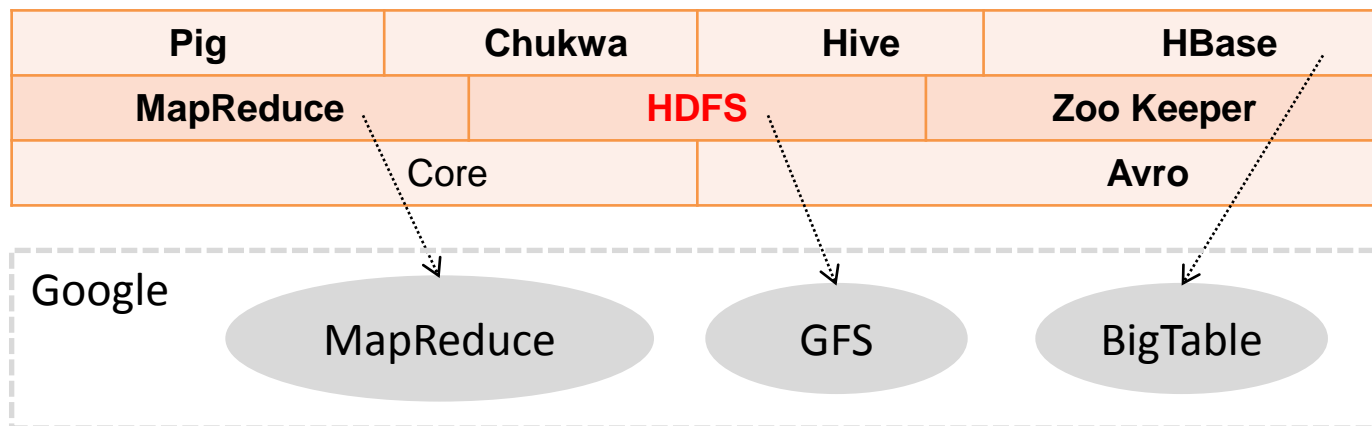 Pig Chukwa Hive HBase
MapReduce HDFS Zoo Keeper
Core Avro
Google
MapReduce GFS BigTable